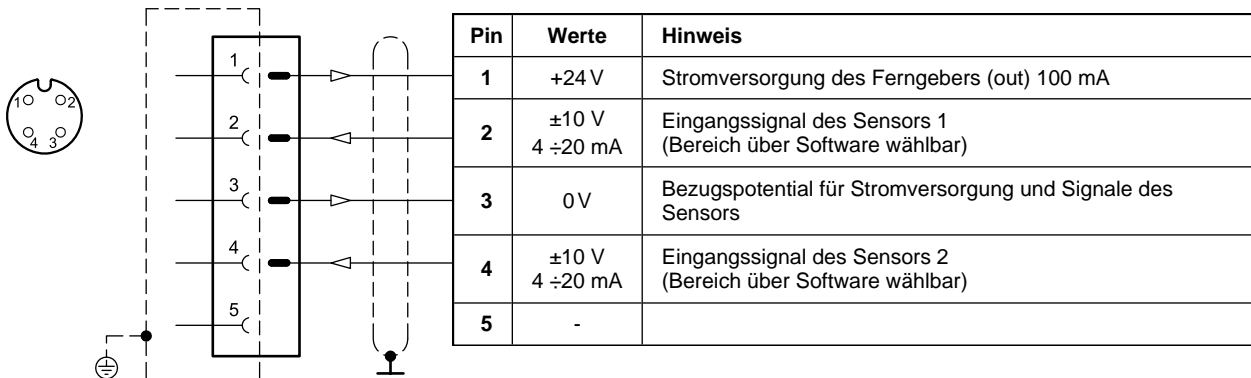 1 2
4 3
1
2
3
4
5
Pin Werte Hinweis
1 +24 V Stromversorgung des Ferngebers (out) 100 mA
2 ±10 V
4 ÷20 mA
Eingangssignal des Sensors 1
(Bereich über Software wählbar)
3 0 V
Bezugspotential für Stromversorgung und Signale des
Sensors
4 ±10 V
4 ÷20 mA
Eingangssignal des Sensors 2
(Bereich über Software wählbar)
5 -